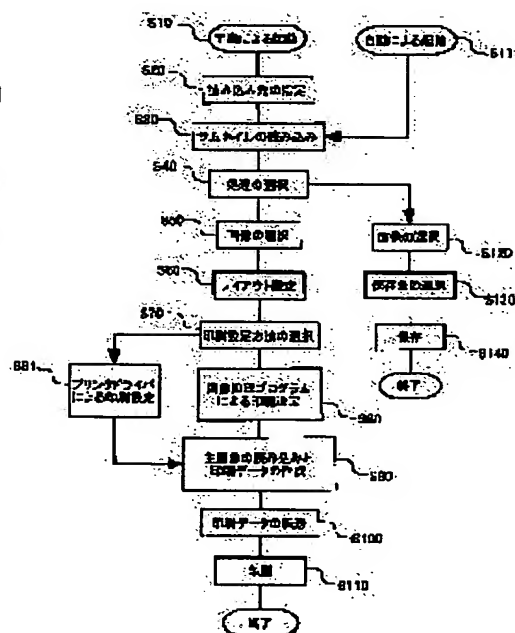 S10
手動による起動
自動による起動
S11
S20
読み込み先の指定
S30
サムネイルの読み込み
S40
処理の選択
S50
画像の選択
画像の選択
S120
S60
レイアウト設定
保存先の選択
S130
S70
印刷設定方法の選択
保存
S140
S81
プリンタドライバ
による印刷設定
画像処理プログラム
による印刷設定
S80
終了
主画像の読み込みと
印刷データの作成
S90
印刷データの転送
S100
印刷
S110
終了